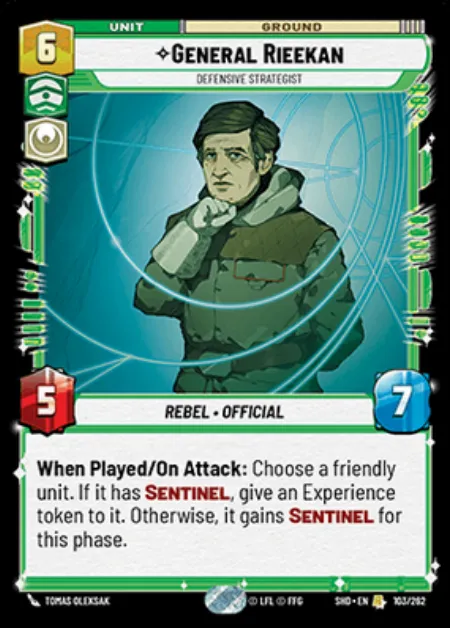 UNIT GROUND
6 ✧GENERAL RIEEKAN
DEFENSIVE STRATEGIST
5 REBEL • OFFICIAL 7
When Played/On Attack: Choose a friendly
unit. If it has SENTINEL, give an Experience
token to it. Otherwise, it gains SENTINEL for
this phase.
TOMAS OLEKSAK © LFL © FFG SHD • EN 103/262